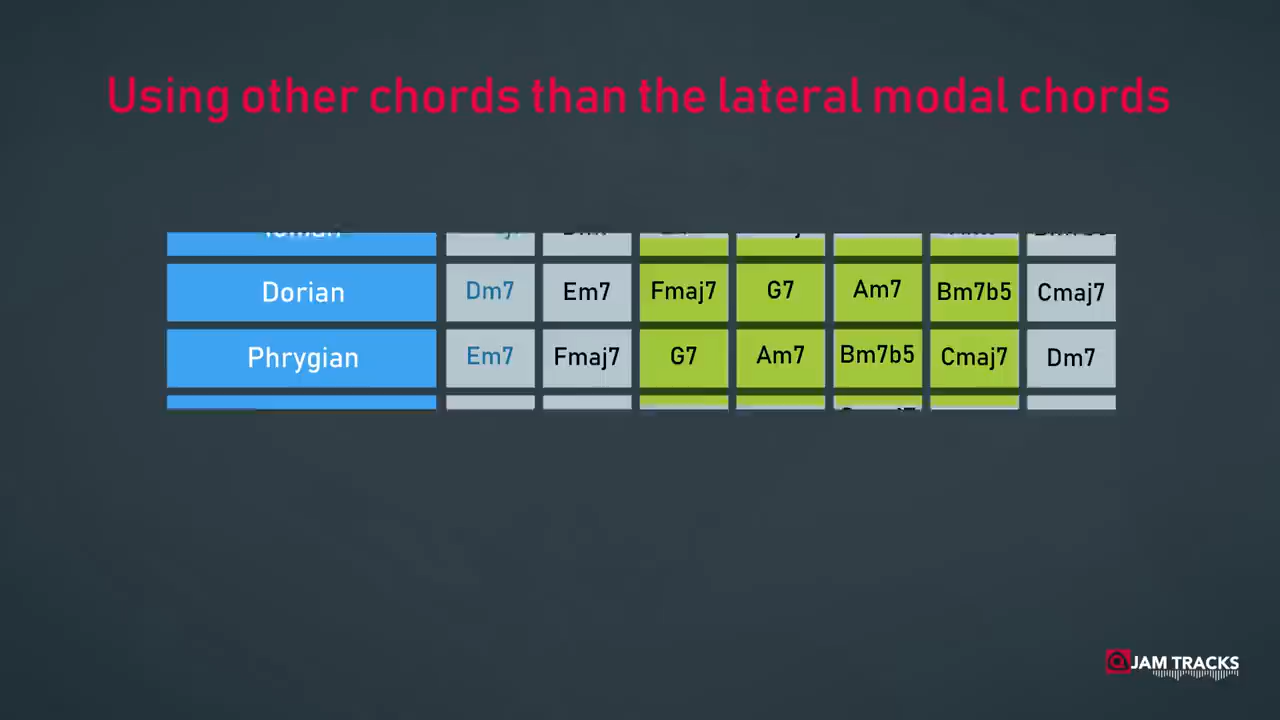 Using other chords than the lateral modal chords
Dorian Dm7 Em7 Fmaj7 G7 Am7 Bm7b5 Cmaj7
Phrygian Em7 Fmaj7 G7 Am7 Bm7b5 Cmaj7 Dm7
@JAM TRACKS